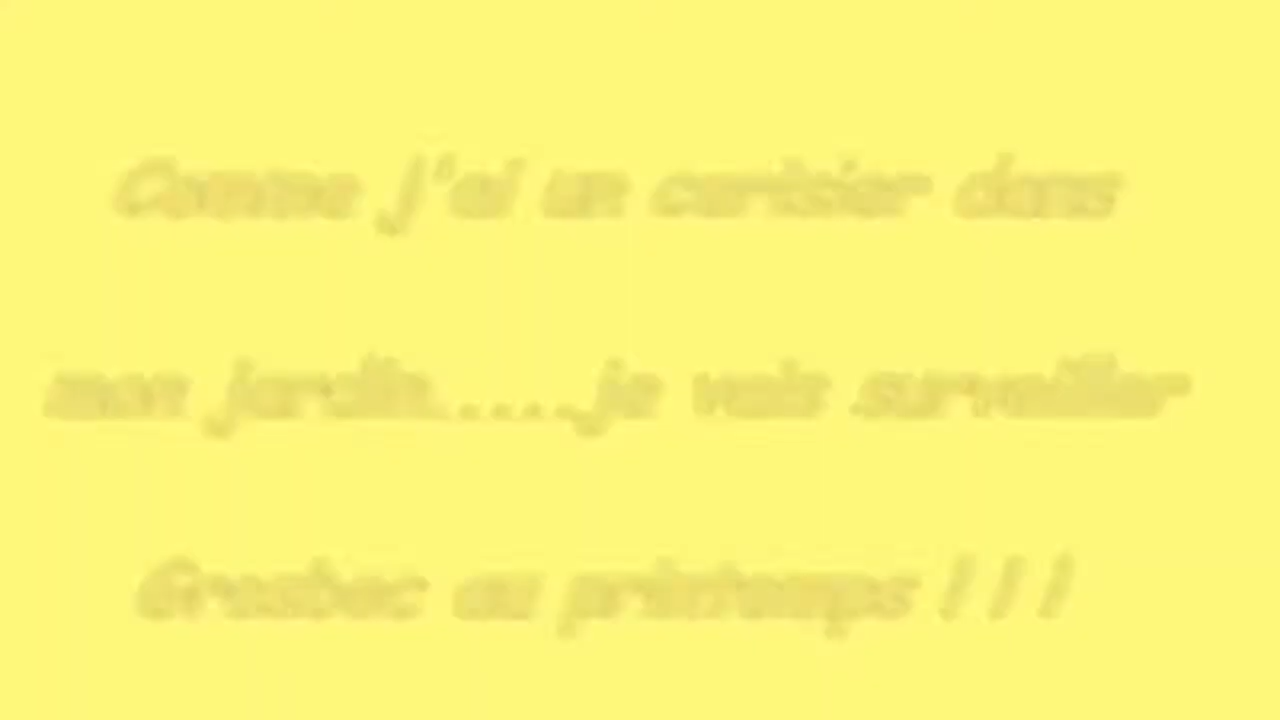 Comme j'ai un cerisier dans
mon jardin.....je vais surveiller
Grosbec au printemps ! ! !